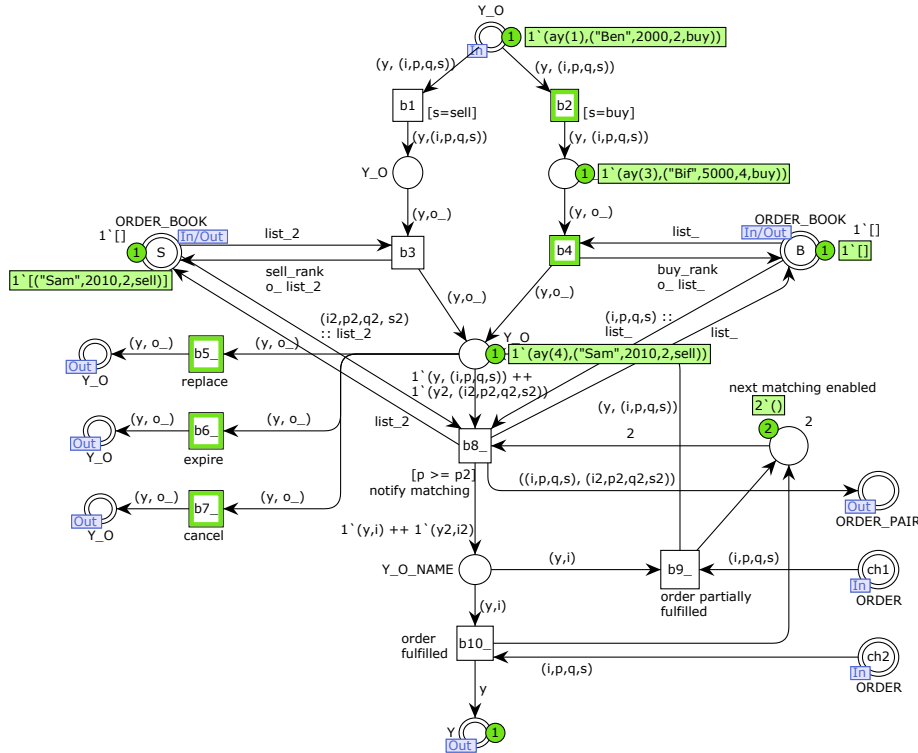 Y_O
1
1`(ay(1),("Ben",2000,2,buy))
In
(y, (i,p,q,s))
(y, (i,p,q,s))
b1
[s=sell]
b2
[s=buy]
(y,(i,p,q,s))
(y, (i,p,q,s))
Y_O
1
1`(ay(3),("Bif",5000,4,buy))
(y,o_)
(y, o_)
ORDER_BOOK
1`[]
In/Out
1
S
1`[("Sam",2010,2,sell)]
list_2
b3
sell_rank
o_ list_2
b4
list_
buy_rank
o_ list_
ORDER_BOOK
1`[]
In/Out
B
1
1`[]
(y,o_)
(y,o_)
(i2,p2,q2, s2)
:: list_2
(i,p,q,s) ::
list_
list_
Y_O
1
1`(ay(4),("Sam",2010,2,sell))
Out
Y_O
(y, o_)
b5_
replace
(y, o_)
1`(y, (i,p,q,s)) ++
1`(y2, (i2,p2,q2,s2))
next matching enabled
2`()
2
2
(y, (i,p,q,s))
Out
Y_O
(y, o_)
b6_
expire
(y, o_)
list_2
b8_
2
[p >= p2]
notify matching
((i,p,q,s), (i2,p2,q2,s2))
Out
ORDER_PAIR
Out
Y_O
(y, o_)
b7_
cancel
(y, o_)
1`(y,i) ++ 1`(y2,i2)
Y_O_NAME
(y,i)
b9_
order partially
fulfilled
(i,p,q,s)
ch1
In
ORDER
(y,i)
order
fulfilled
b10_
(i,p,q,s)
ch2
In
ORDER
y
Y
Out
1